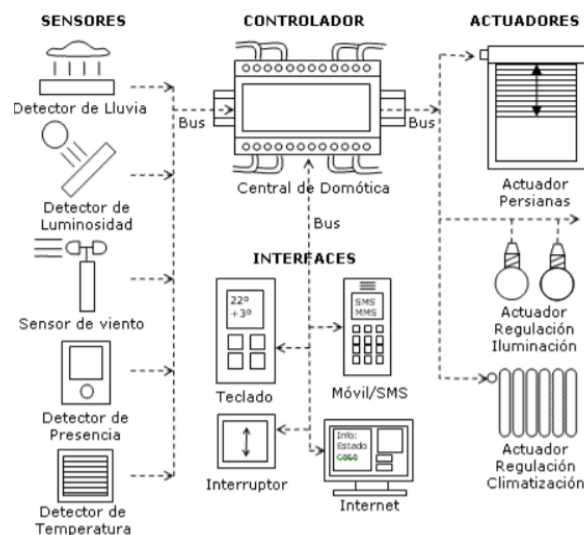 SENSORES
CONTROLADOR
ACTUADORES
Detector de Lluvia
Bus
Bus
Central de Domótica
Actuador
Persianas
Detector de
Luminosidad
Bus
INTERFACES
Sensor de viento
22º
+3º
SMS
MMS
Actuador
Regulación
Iluminación
Teclado
Móvil/SMS
Detector de
Presencia
Info:
Estado
Interruptor
Internet
Actuador
Regulación
Climatización
Detector de
Temperatura